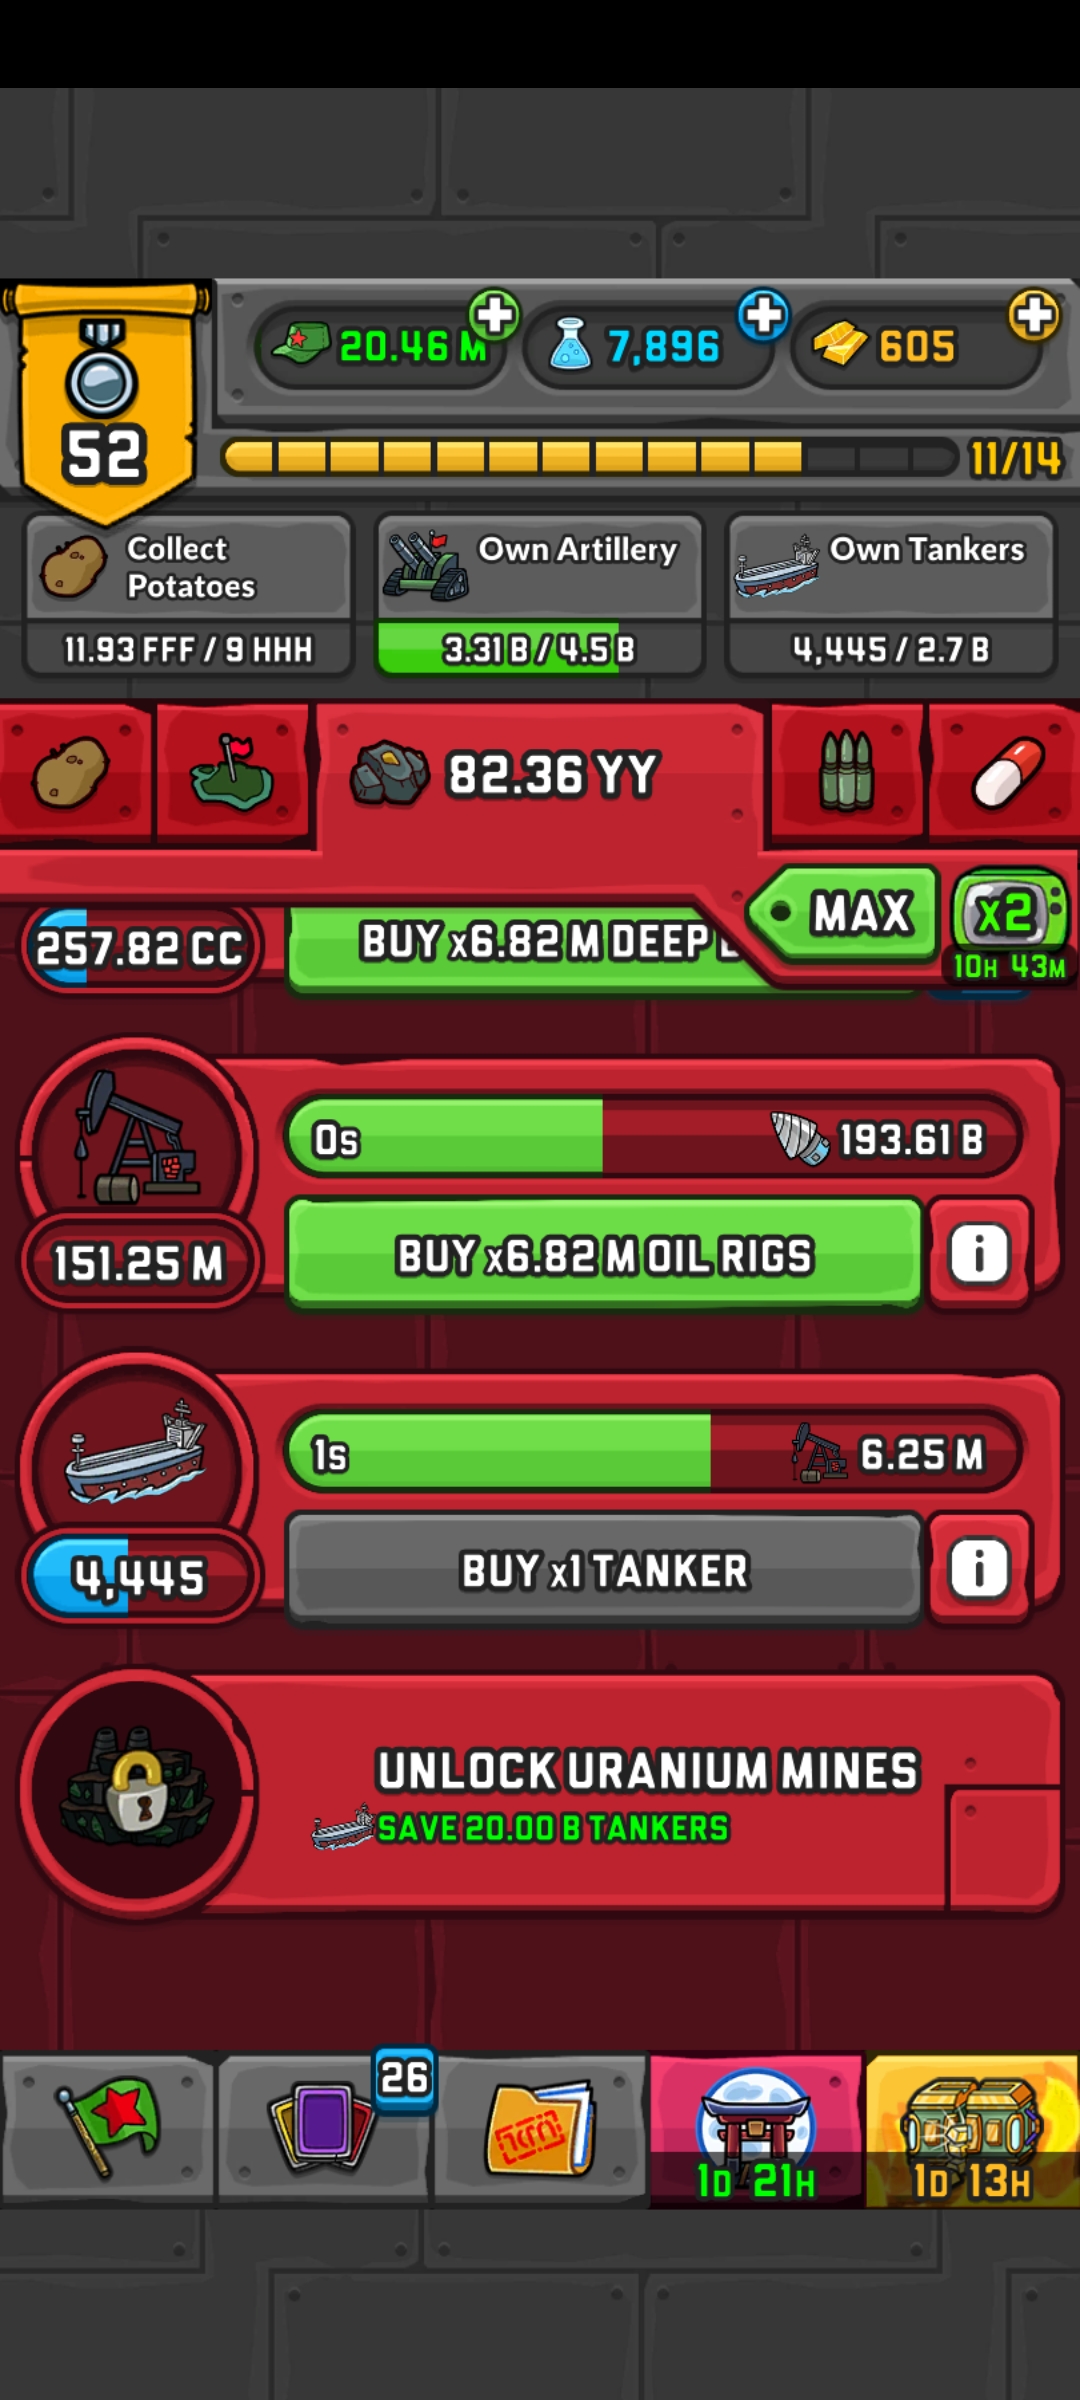 20.46 M
7,896
605
52
11/14
Collect
Potatoes
11.93 FFF / 9 HHH
Own Artillery
3.31 B / 4.5 B
Own Tankers
4,445 / 2.7 B
82.36 YY
MAX
x2
10H 43M
257.82 CC
BUY x6.82 M DEEP
0s
193.61 B
151.25 M
BUY x6.82 M OIL RIGS
i
1s
6.25 M
4,445
BUY x1 TANKER
i
UNLOCK URANIUM MINES
SAVE 20.00 B TANKERS
26
1D 21H
1D 13H